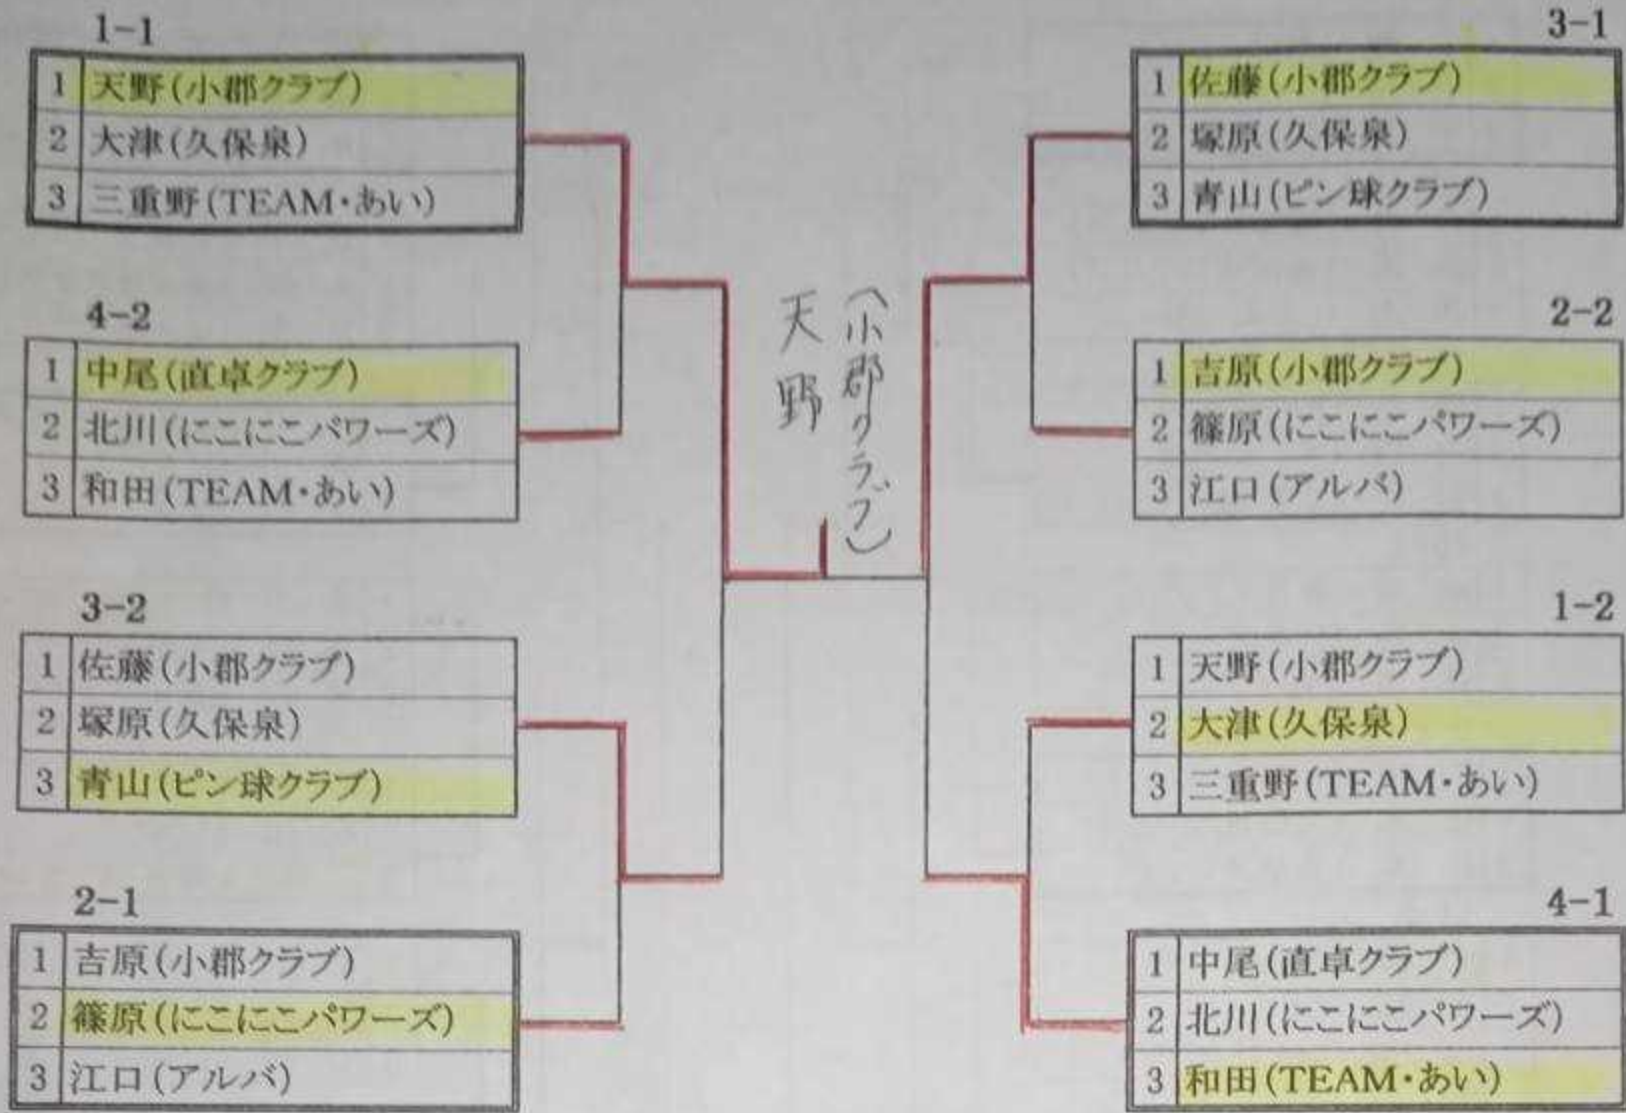 1-1
1 天野(小郡クラブ)
2 大津(久保泉)
3 三重野(TEAM・あい)
4-2
1 中尾(直卓クラブ)
2 北川(にこにこパワーズ)
3 和田(TEAM・あい)
3-2
1 佐藤(小郡クラブ)
2 塚原(久保泉)
3 青山(ピン球クラブ)
2-1
1 吉原(小郡クラブ)
2 篠原(にこにこパワーズ)
3 江口(アルバ)
(小郡クラブ)
天野
3-1
1 佐藤(小郡クラブ)
2 塚原(久保泉)
3 青山(ピン球クラブ)
2-2
1 吉原(小郡クラブ)
2 篠原(にこにこパワーズ)
3 江口(アルバ)
1-2
1 天野(小郡クラブ)
2 大津(久保泉)
3 三重野(TEAM・あい)
4-1
1 中尾(直卓クラブ)
2 北川(にこにこパワーズ)
3 和田(TEAM・あい)